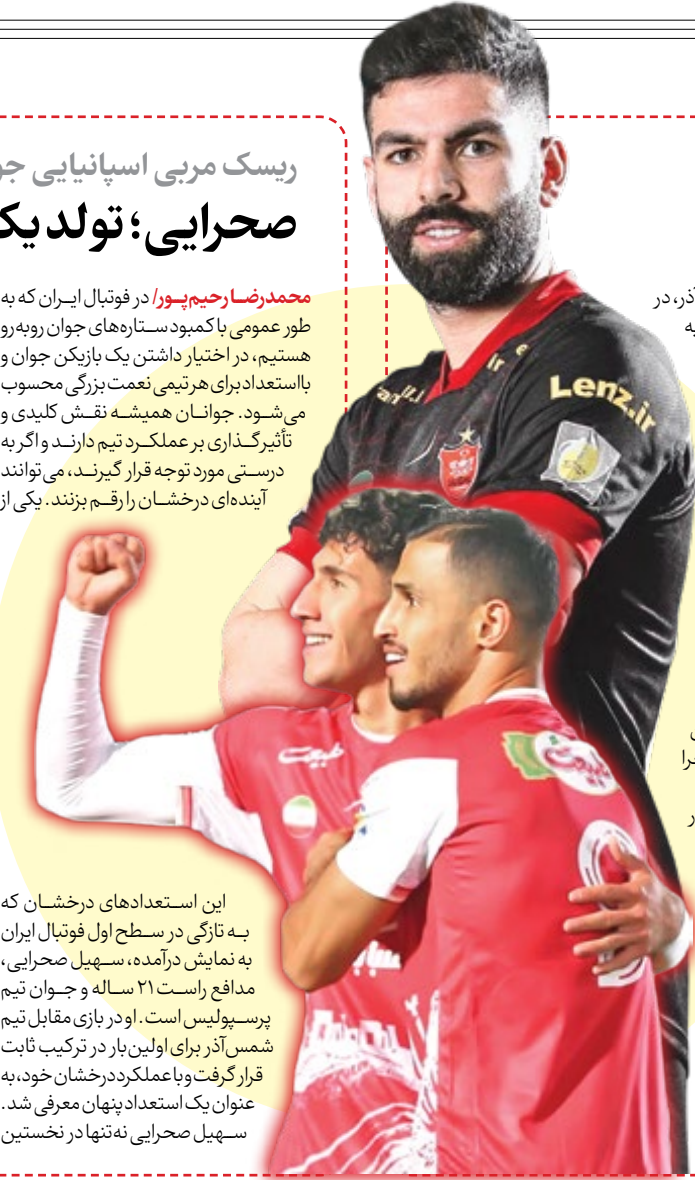 ریسک مربی اسپانیایی
صحرایی؛ تولد یک
محمدرضا رحیم‌پور/ در فوتبال ایران که به
طور عمومی با کمبود ستاره‌های جوان روبه‌رو
هستیم، در اختیار داشتن یک بازیکن جوان و
بااستعداد برای هر تیمی نعمت بزرگی محسوب
می‌شود. جوانان همیشه نقش کلیدی و
تأثیرگذاری بر عملکرد تیم دارند و اگر به
درستی مورد توجه قرار گیرند، می‌توانند
آینده‌ای درخشان را رقم بزنند. یکی از
این استعدادهای درخشان که
به تازگی در سطح اول فوتبال ایران
به نمایش درآمده، سهیل صحرایی،
مدافع راست ۲۱ ساله و جوان تیم
پرسپولیس است. او در بازی مقابل تیم
شمس‌آذر برای اولین‌بار در ترکیب ثابت
قرار گرفت و با عملکرد درخشان خود، به
عنوان یک استعداد پنهان معرفی شد.
سهیل صحرایی نه‌تنها در نخستین
آذر، در
Lenz.ir
طبیعت